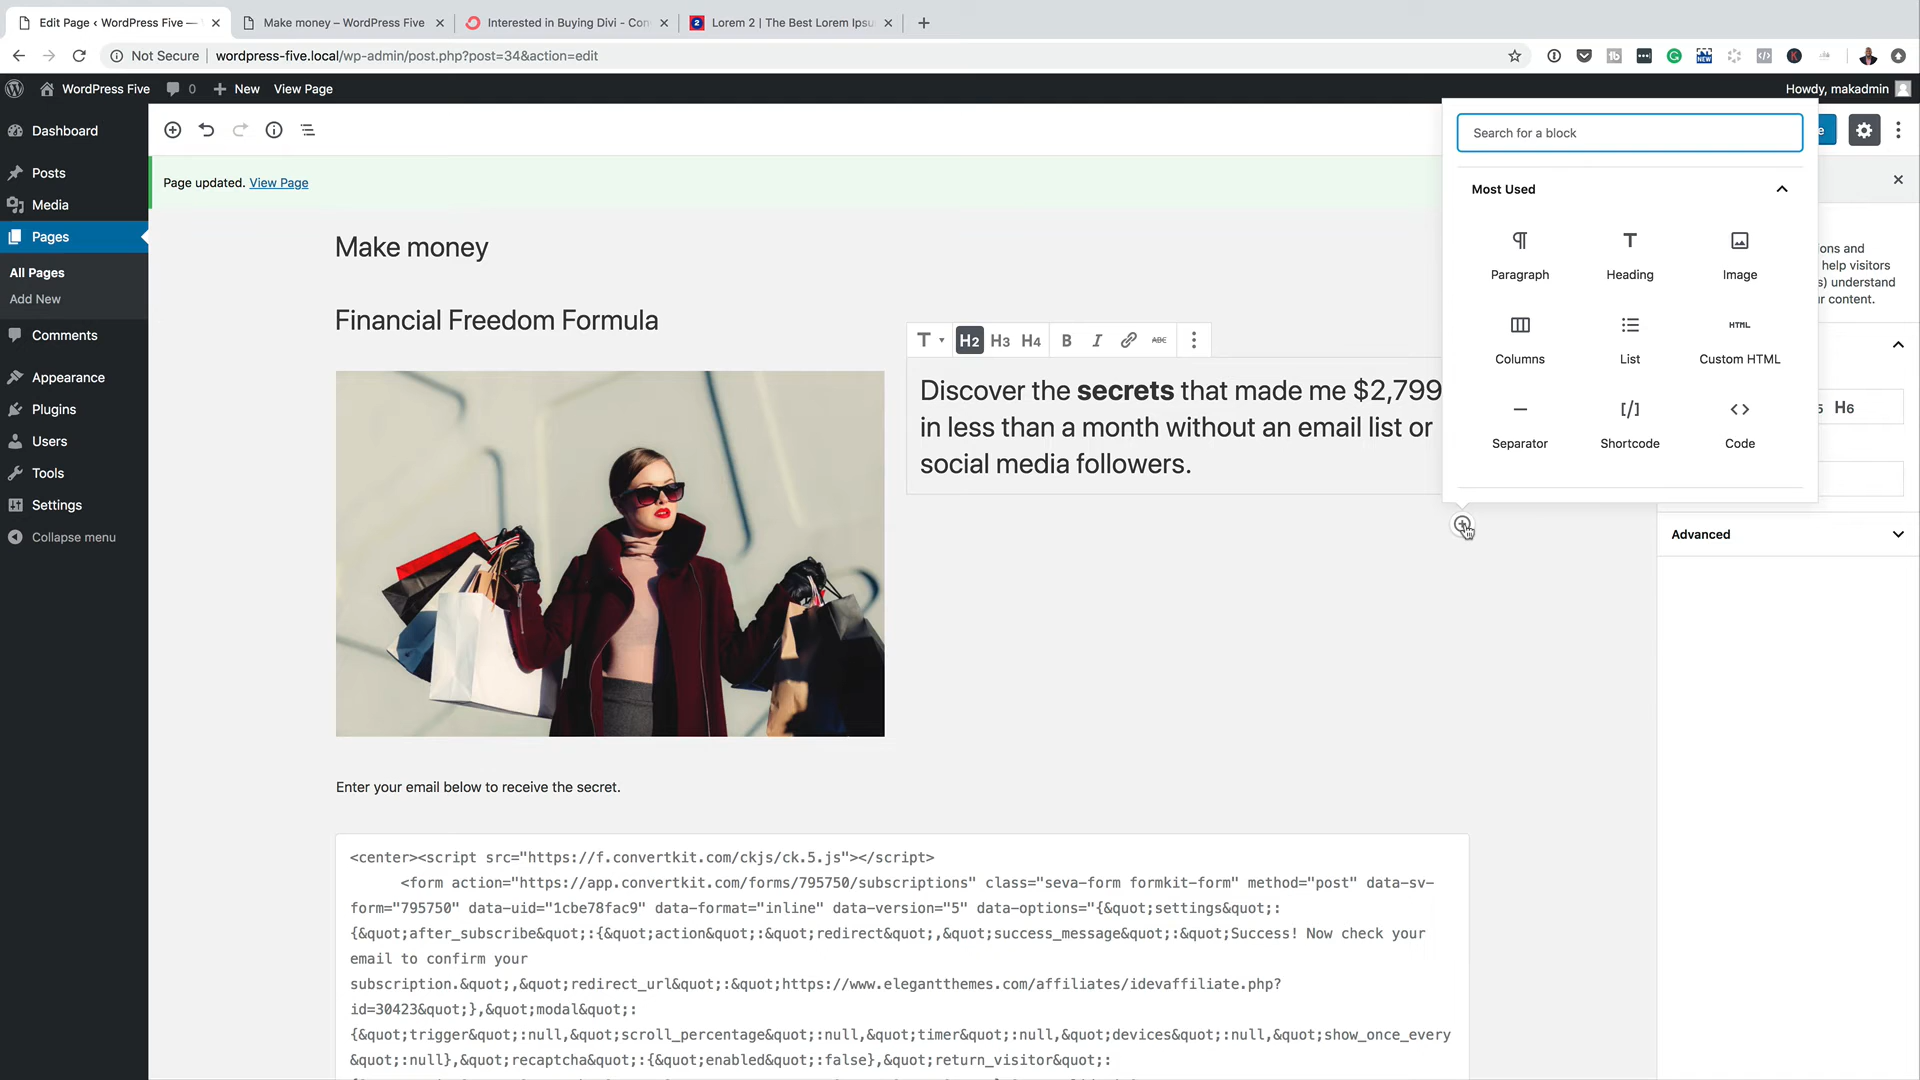 Edit Page ‹ WordPress Five —
Make money – WordPress Five
Interested in Buying Divi - Con
Lorem 2 | The Best Lorem Ipsu
Not Secure
wordpress-five.local/wp-admin/post.php?post=34&action=edit
WordPress Five
0
New
View Page
Howdy, makadmin
Dashboard
Posts
Media
Pages
All Pages
Add New
Comments
Appearance
Plugins
Users
Tools
Settings
Collapse menu
Page updated. View Page
Make money
Financial Freedom Formula
H2 H3 H4 B I ABC
Discover the secrets that made me $2,799
in less than a month without an email list or
social media followers.
Enter your email below to receive the secret.
<center><script src="https://f.convertkit.com/ckjs/ck.5.js"></script>
<form action="https://app.convertkit.com/forms/795750/subscriptions" class="seva-form formkit-form" method="post" data-sv-
form="795750" data-uid="1cbe78fac9" data-format="inline" data-version="5" data-options="{&quot;settings&quot;:
{&quot;after_subscribe&quot;:{&quot;action&quot;:&quot;redirect&quot;,&quot;success_message&quot;:&quot;Success! Now check your
email to confirm your
subscription.&quot;,&quot;redirect_url&quot;:&quot;https://www.elegantthemes.com/affiliates/idevaffiliate.php?
id=30423&quot;},&quot;modal&quot;:
{&quot;trigger&quot;:null,&quot;scroll_percentage&quot;:null,&quot;timer&quot;:null,&quot;devices&quot;:null,&quot;show_once_every
&quot;:null},&quot;recaptcha&quot;:{&quot;enabled&quot;:false},&quot;return_visitor&quot;:
Search for a block
Most Used
Paragraph
Heading
Image
Columns
List
HTML
Custom HTML
Separator
[/]
Shortcode
Code
ons and
help visitors
s) understand
r content.
H6
Advanced